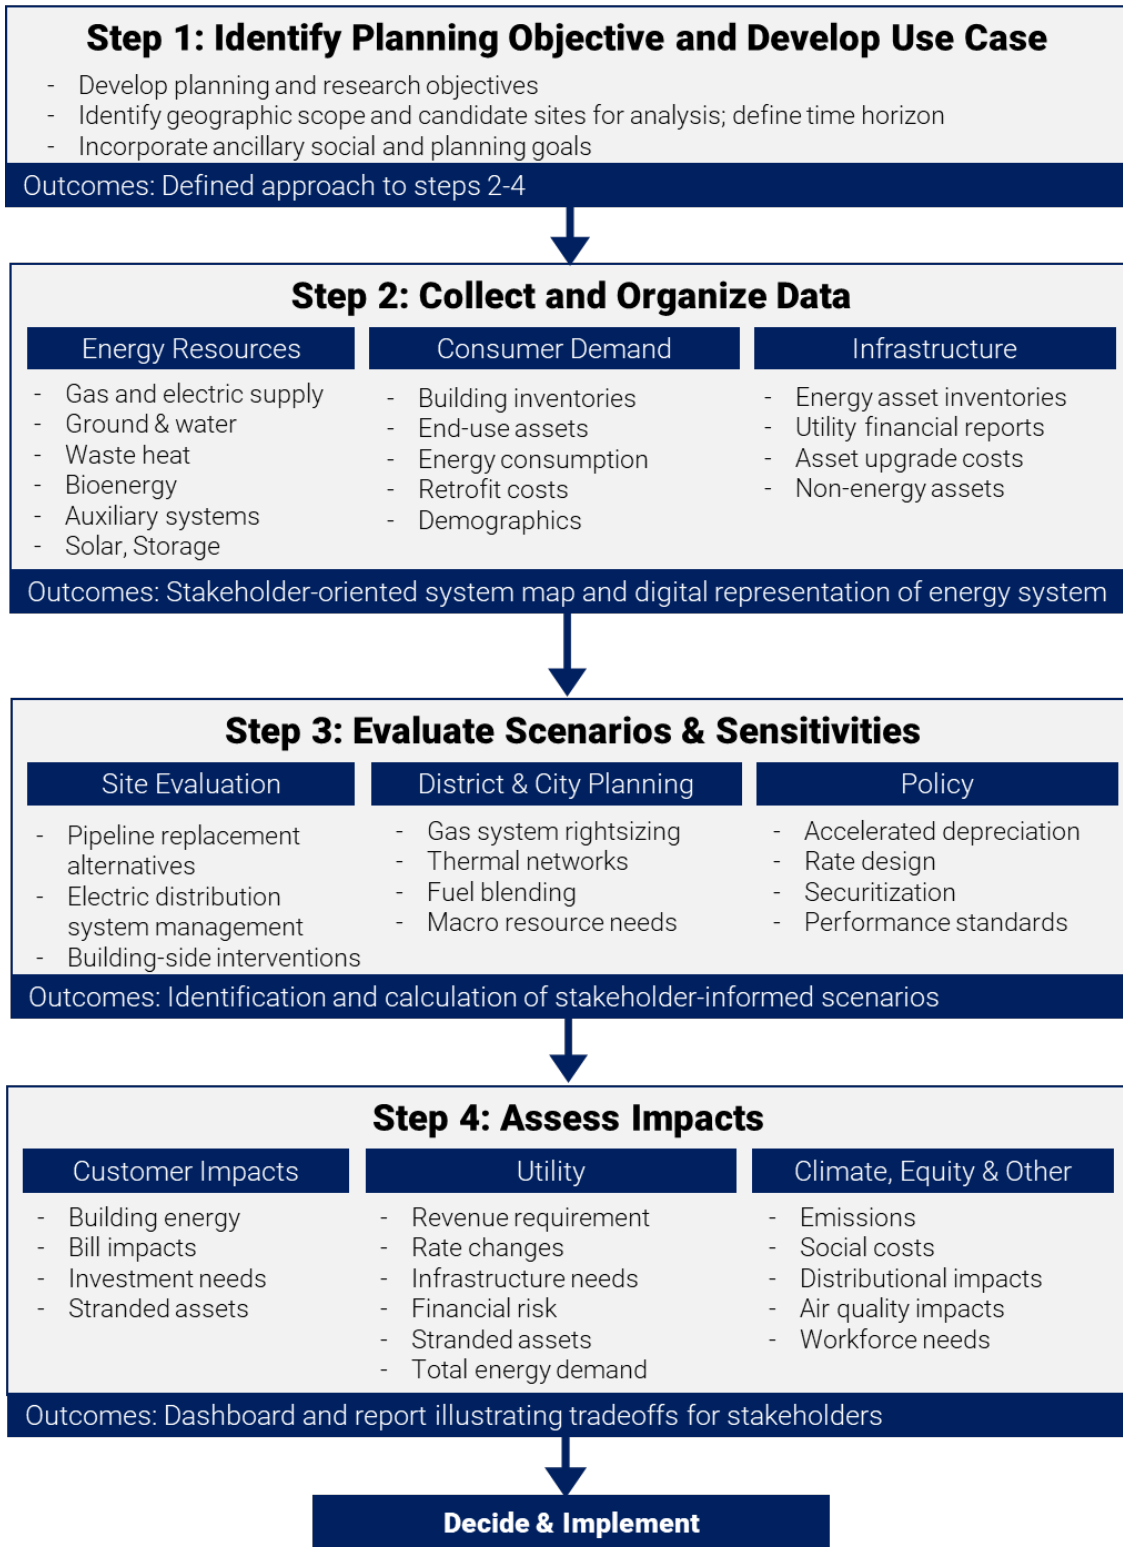 Step 1: Identify Planning Objective and Develop Use Case
- Develop planning and research objectives
- Identify geographic scope and candidate sites for analysis; define time horizon
- Incorporate ancillary social and planning goals
Outcomes: Defined approach to steps 2-4
Step 2: Collect and Organize Data
Energy Resources
- Gas and electric supply
- Ground & water
- Waste heat
- Bioenergy
- Auxiliary systems
- Solar, Storage
Consumer Demand
- Building inventories
- End-use assets
- Energy consumption
- Retrofit costs
- Demographics
Infrastructure
- Energy asset inventories
- Utility financial reports
- Asset upgrade costs
- Non-energy assets
Outcomes: Stakeholder-oriented system map and digital representation of energy system
Step 3: Evaluate Scenarios & Sensitivities
Site Evaluation
- Pipeline replacement
alternatives
- Electric distribution
system management
- Building-side interventions
District & City Planning
- Gas system rightsizing
- Thermal networks
- Fuel blending
- Macro resource needs
Policy
- Accelerated depreciation
- Rate design
- Securitization
- Performance standards
Outcomes: Identification and calculation of stakeholder-informed scenarios
Step 4: Assess Impacts
Customer Impacts
- Building energy
- Bill impacts
- Investment needs
- Stranded assets
Utility
- Revenue requirement
- Rate changes
- Infrastructure needs
- Financial risk
- Stranded assets
- Total energy demand
Climate, Equity & Other
- Emissions
- Social costs
- Distributional impacts
- Air quality impacts
- Workforce needs
Outcomes: Dashboard and report illustrating tradeoffs for stakeholders
Decide & Implement